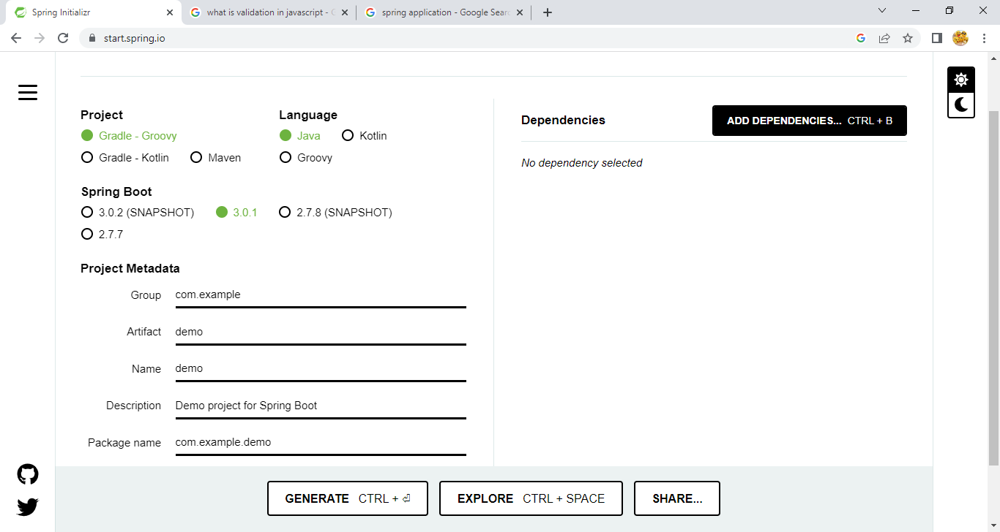 Spring Initializr
what is validation in javascript - G
spring application - Google Sear
start.spring.io
Project
Gradle - Groovy
Gradle - Kotlin
Maven
Language
Java
Kotlin
Groovy
Spring Boot
3.0.2 (SNAPSHOT)
3.0.1
2.7.8 (SNAPSHOT)
2.7.7
Project Metadata
Group com.example
Artifact demo
Name demo
Description Demo project for Spring Boot
Package name com.example.demo
Dependencies
ADD DEPENDENCIES... CTRL + B
No dependency selected
GENERATE CTRL + ⏎
EXPLORE CTRL + SPACE
SHARE...